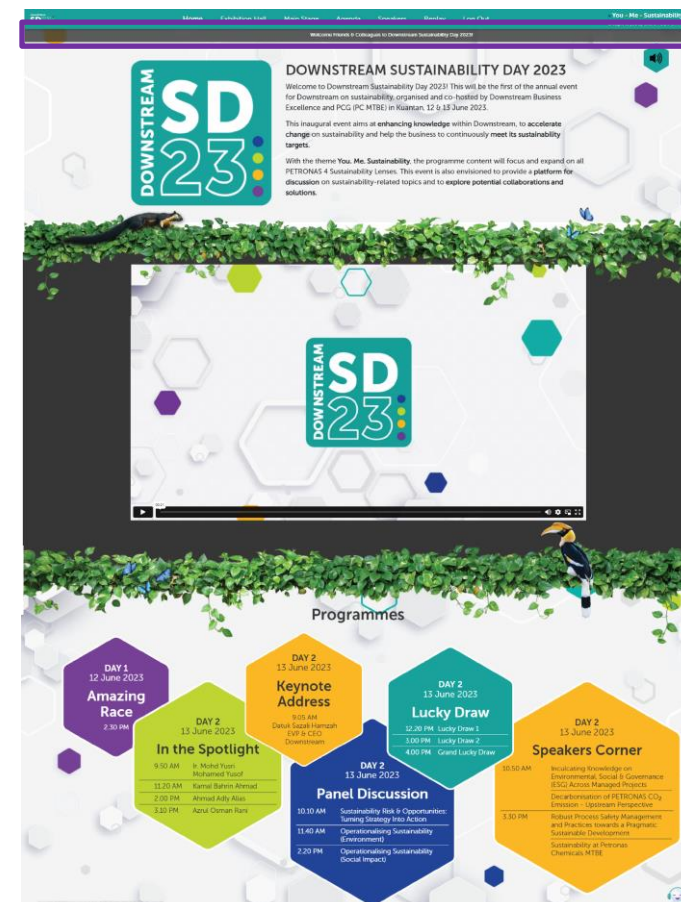 Home Exhibition Hall Main Stage Agenda Speakers Replay Log Out
You - Me - Sustainability
Welcome Friends & Colleagues to Downstream Sustainability Day 2023!
DOWNSTREAM
SD
23
DOWNSTREAM SUSTAINABILITY DAY 2023
Welcome to Downstream Sustainability Day 2023! This will be the first of the annual event
for Downstream on sustainability, organised and co-hosted by Downstream Business
Excellence and PCG (PC MTBE) in Kuantan, 12 & 13 June 2023.
This inaugural event aims at enhancing knowledge within Downstream, to accelerate
change on sustainability and help the business to continuously meet its sustainability
targets.
With the theme You. Me. Sustainability, the programme content will focus and expand on all
PETRONAS 4 Sustainability Lenses. This event is also envisioned to provide a platform for
discussion on sustainability-related topics and to explore potential collaborations and
solutions.
DOWNSTREAM
SD
23
Programmes
DAY 1
12 June 2023
Amazing
Race
2.30 PM
DAY 2
13 June 2023
In the Spotlight
9.50 AM Ir. Mohd Yusri
Mohamed Yusof
11.20 AM Kamal Bahrin Ahmad
2.00 PM Ahmad Adly Alias
3.10 PM Azrul Osman Rani
DAY 2
13 June 2023
Keynote
Address
9.05 AM
Datuk Sazali Hamzah
EVP & CEO
Downstream
DAY 2
13 June 2023
Panel Discussion
10.10 AM Sustainability Risk & Opportunities:
Turning Strategy Into Action
11.40 AM Operationalising Sustainability
(Environment)
2.20 PM Operationalising Sustainability
(Social Impact)
DAY 2
13 June 2023
Lucky Draw
12.20 PM Lucky Draw 1
3.00 PM Lucky Draw 2
4.00 PM Grand Lucky Draw
DAY 2
13 June 2023
Speakers Corner
10.50 AM Inculcating Knowledge on
Environmental, Social & Governance
(ESG) Across Managed Projects
Decarbonisation of PETRONAS CO₂
Emission - Upstream Perspective
3.30 PM Robust Process Safety Management
and Practices towards a Pragmatic
Sustainable Development
Sustainability at Petronas
Chemicals MTBE